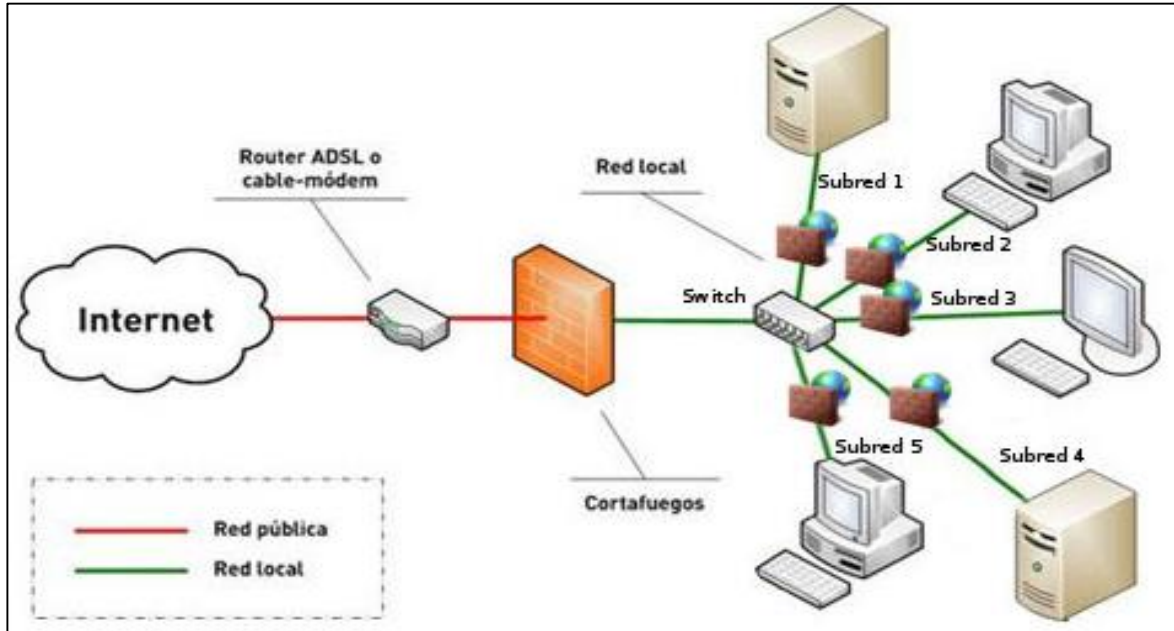 Router ADSL o
cable-módem
Red local
Subred 1
Subred 2
Internet
Switch
Subred 3
Subred 5
Subred 4
Cortafuegos
Red pública
Red local